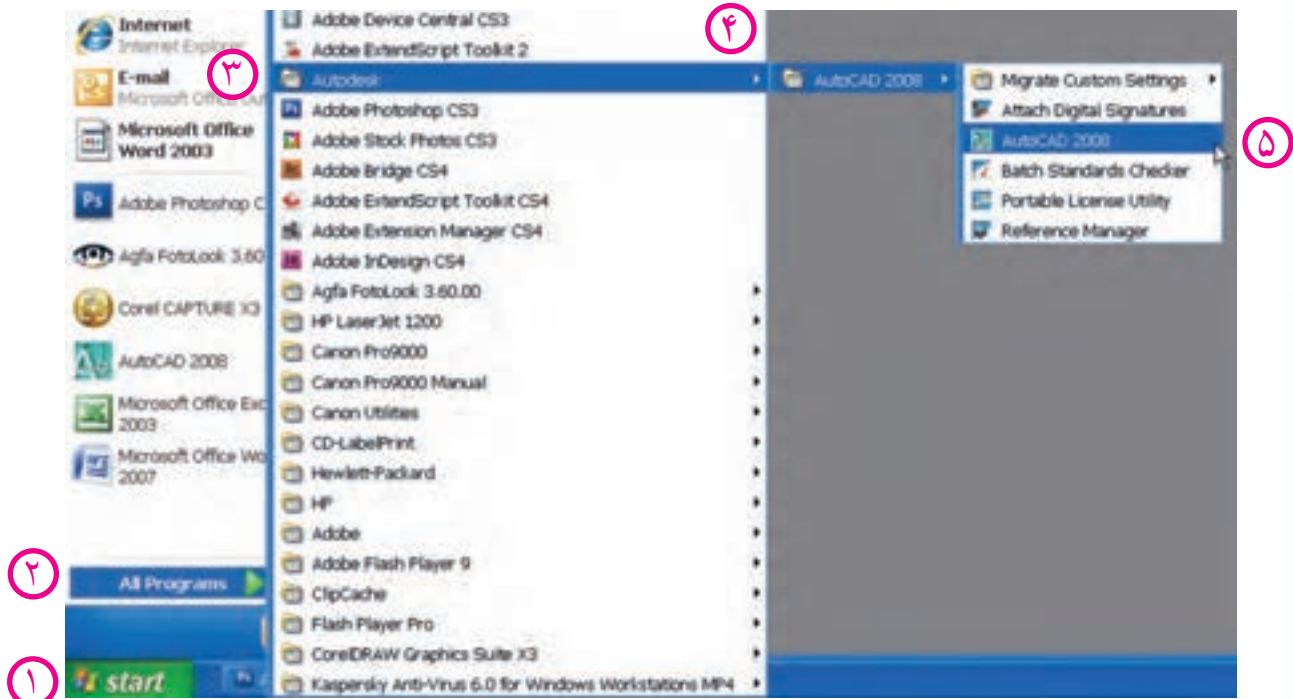 Internet
Internet Explorer
E-mail
Microsoft Office Out
Microsoft Office
Word 2003
Adobe Photoshop C
Agfa FotoLook 3.60
Corel CAPTURE X3
AutoCAD 2008
Microsoft Office Exc
2003
Microsoft Office Wo
2007
۲
All Programs
۱
start
۳
Adobe Device Central CS3
Adobe ExtendScript Toolkit 2
Autodesk
Adobe Photoshop CS3
Adobe Stock Photos CS3
Adobe Bridge CS4
Adobe ExtendScript Toolkit CS4
Adobe Extension Manager CS4
Adobe InDesign CS4
Agfa FotoLook 3.60.00
HP LaserJet 1200
Canon Pro9000
Canon Pro9000 Manual
Canon Utilities
CD-LabelPrint
Hewlett-Packard
HP
Adobe
Adobe Flash Player 9
ClipCache
Flash Player Pro
CorelDRAW Graphics Suite X3
Kaspersky Anti-Virus 6.0 for Windows Workstations MP4
۴
AutoCAD 2008
Migrate Custom Settings
Attach Digital Signatures
AutoCAD 2008
Batch Standards Checker
Portable License Utility
Reference Manager
۵